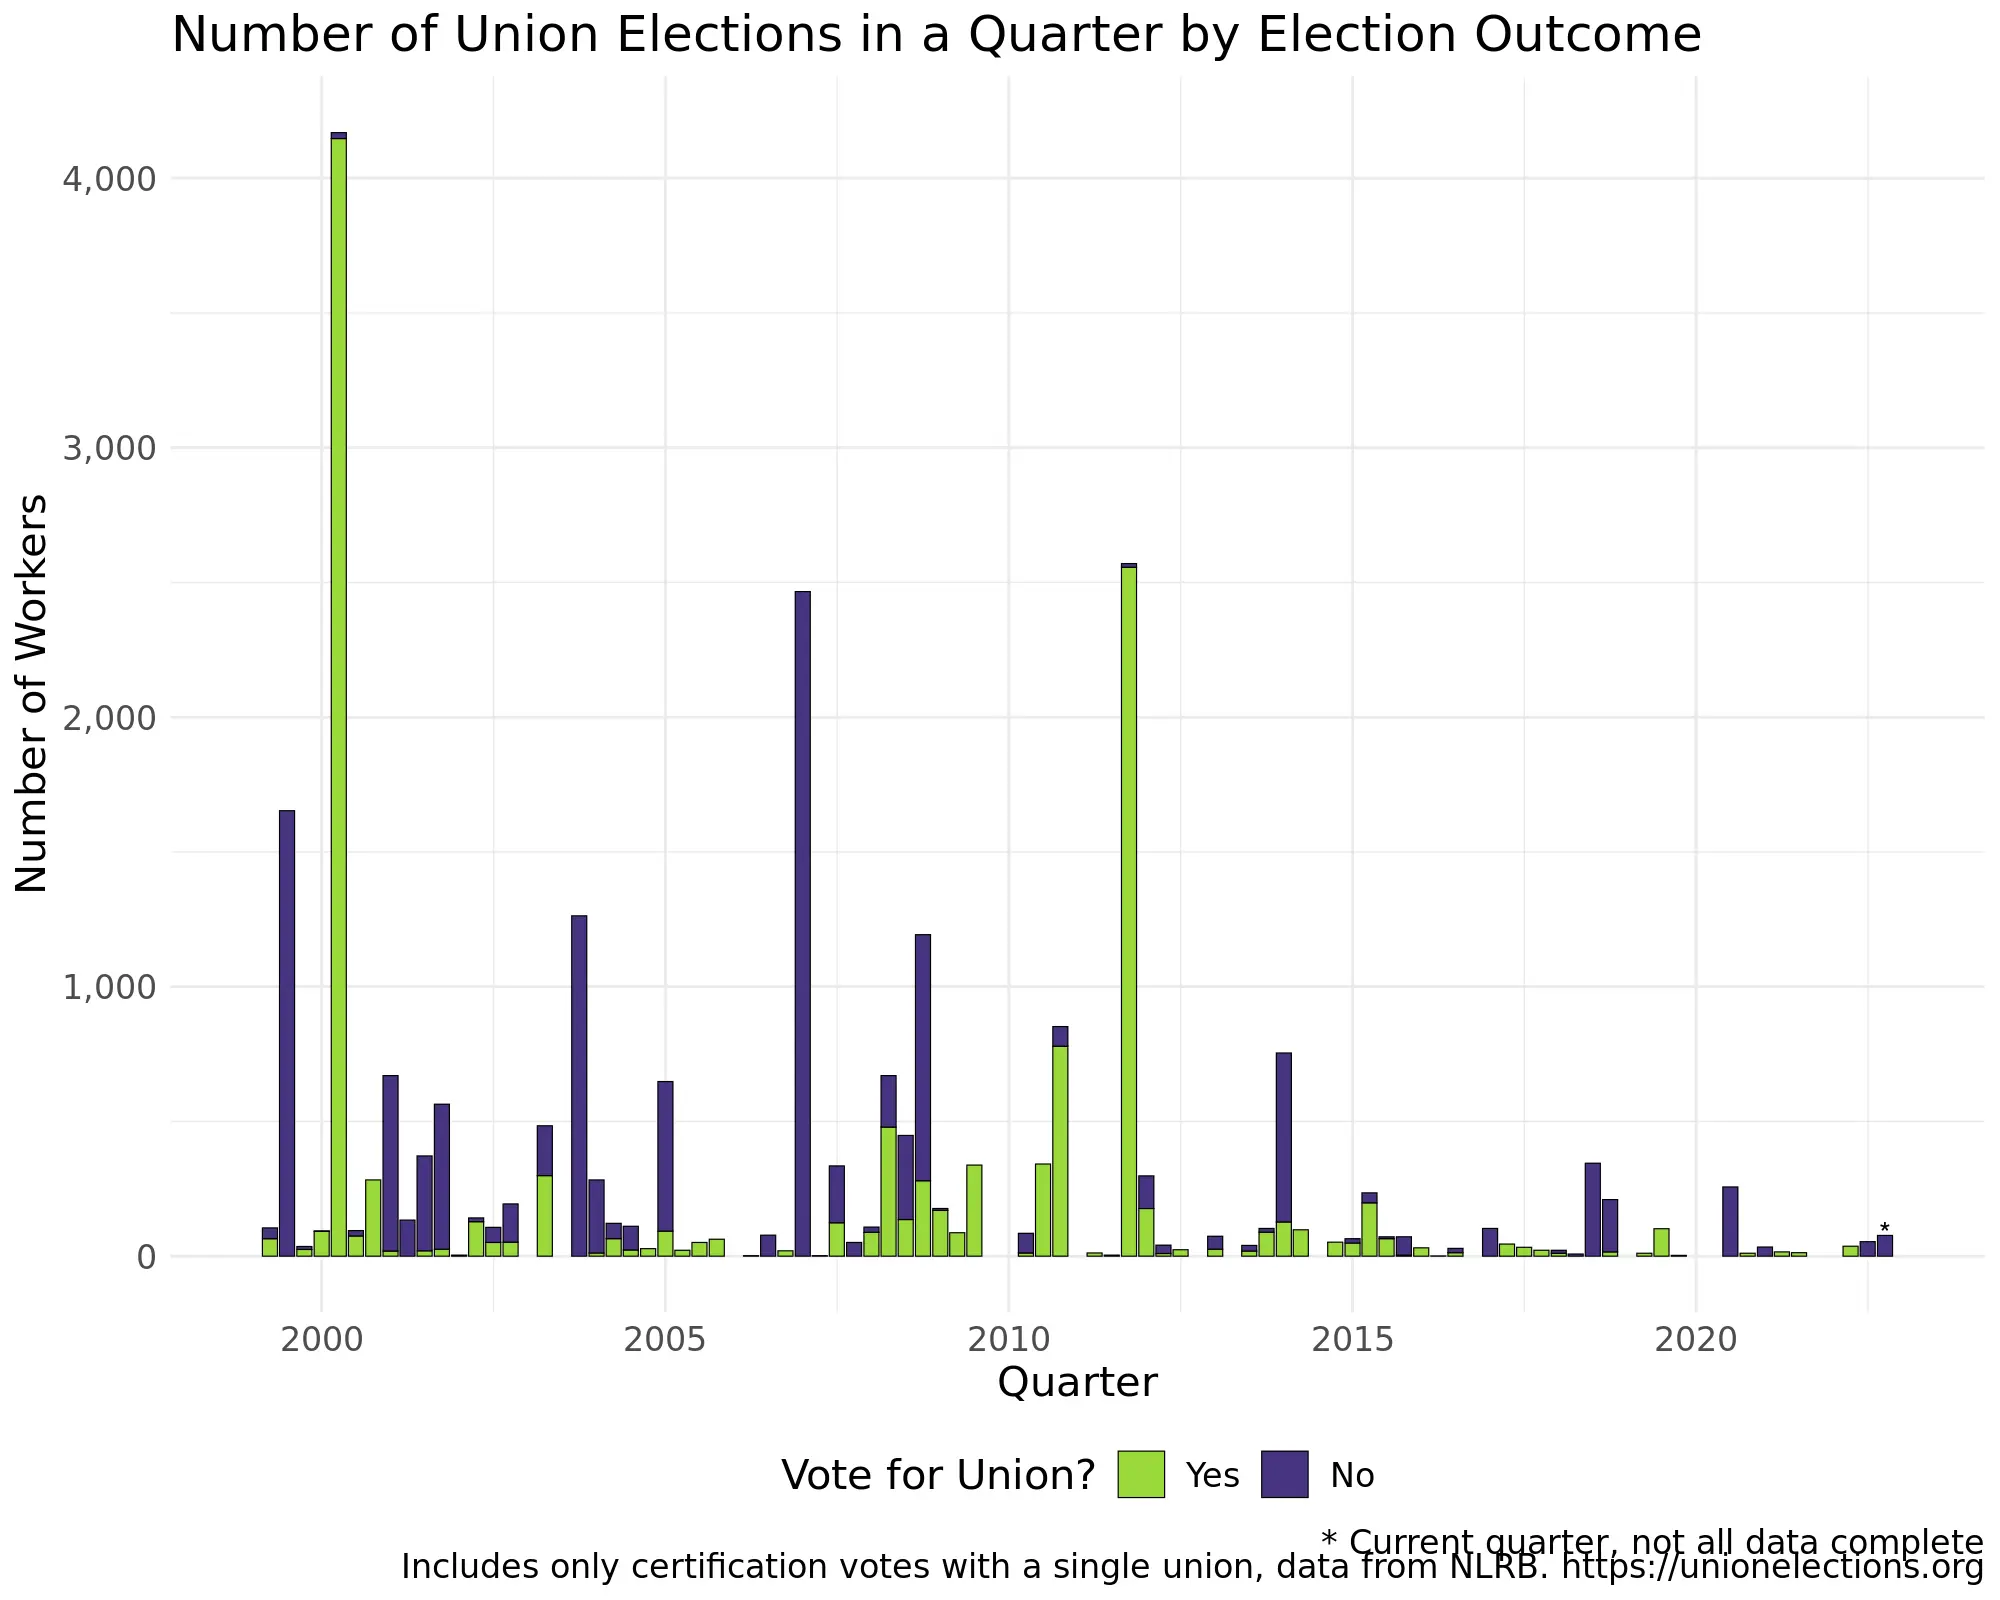 Number of Union Elections in a Quarter by Election Outcome
Number of Workers
4,000
3,000
2,000
1,000
0
*
2000 2005 2010 2015 2020
Quarter
Vote for Union? Yes No
* Current quarter, not all data complete
Includes only certification votes with a single union, data from NLRB. https://unionelections.org